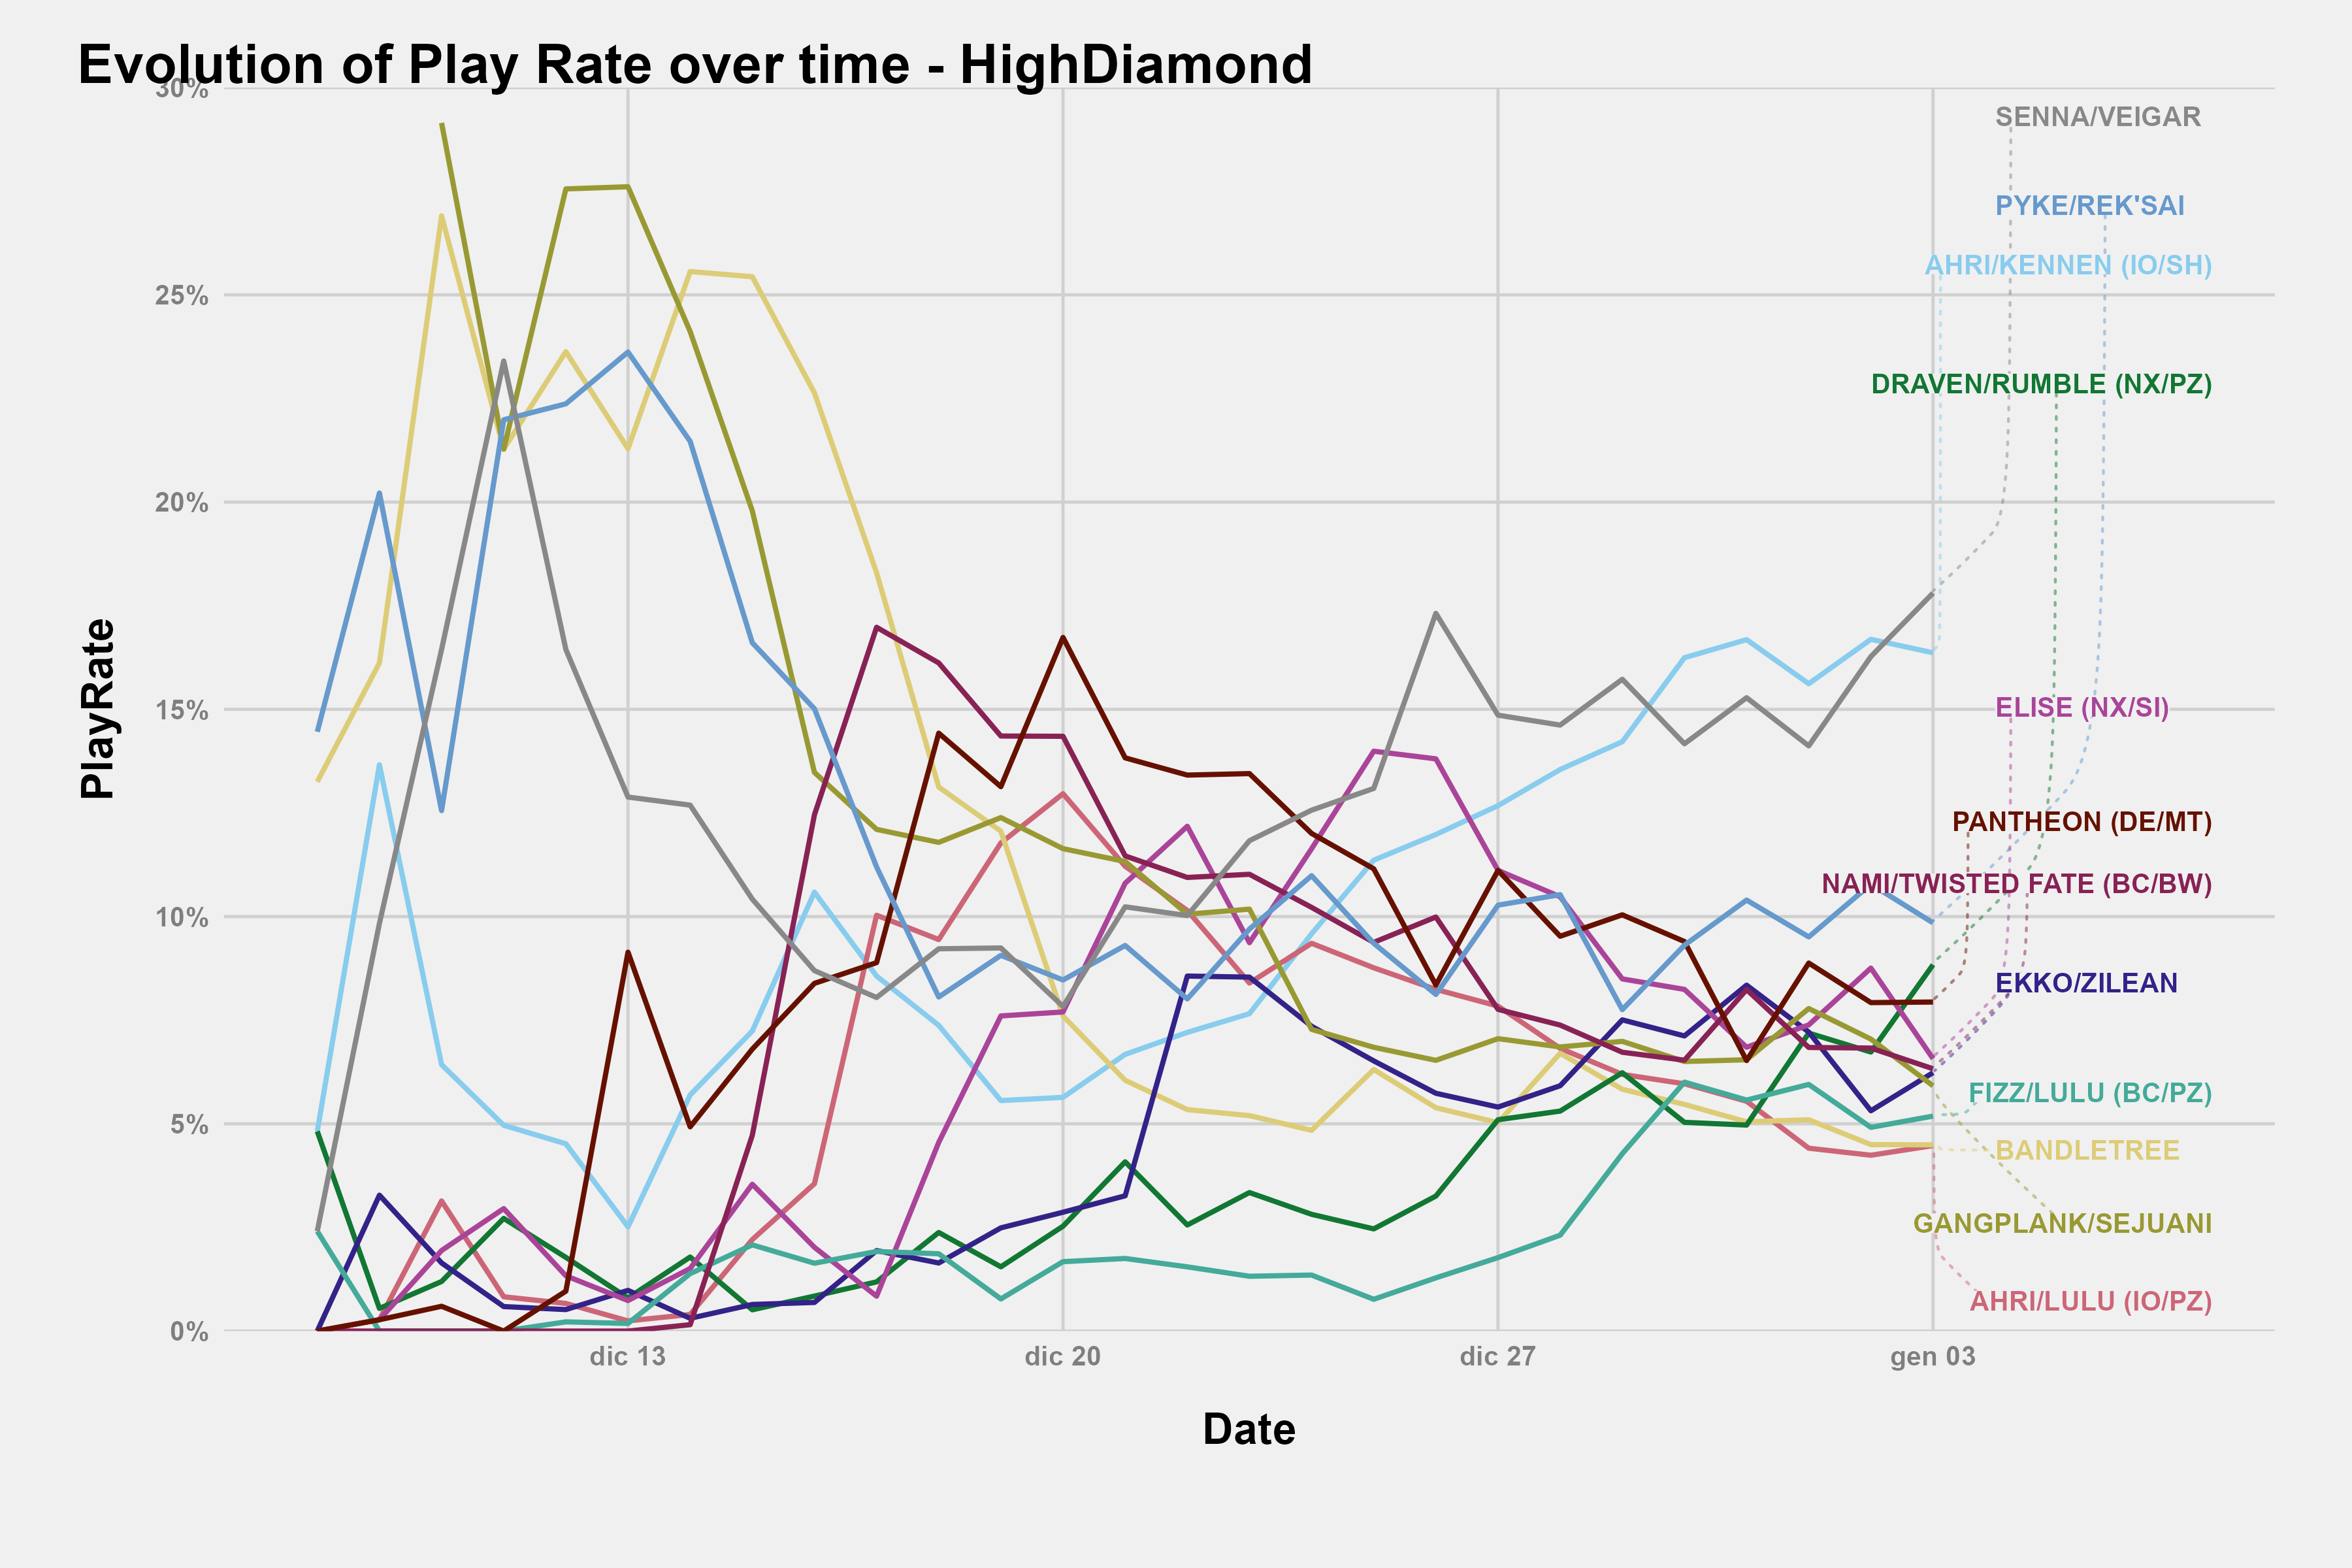 Evolution of Play Rate over time - HighDiamond
30%
25%
20%
15%
10%
5%
0%
PlayRate
SENNA/VEIGAR
PYKE/REK'SAI
AHRI/KENNEN (IO/SH)
DRAVEN/RUMBLE (NX/PZ)
ELISE (NX/SI)
PANTHEON (DE/MT)
NAMI/TWISTED FATE (BC/BW)
EKKO/ZILEAN
FIZZ/LULU (BC/PZ)
BANDLETREE
GANGPLANK/SEJUANI
AHRI/LULU (IO/PZ)
dic 13
dic 20
dic 27
gen 03
Date